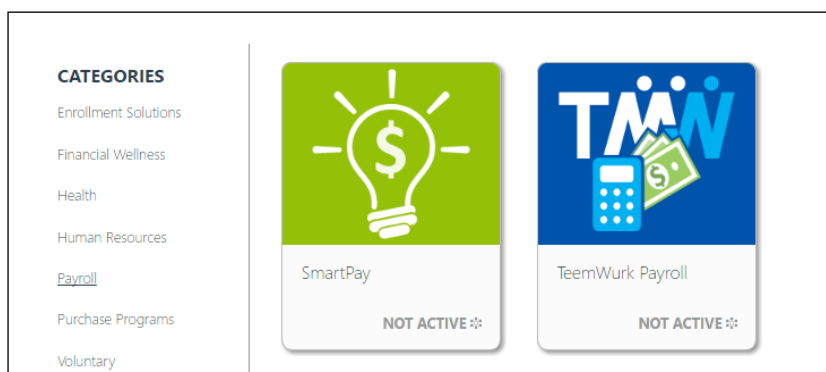 CATEGORIES
Enrollment Solutions
Financial Wellness
Health
Human Resources
Payroll
Purchase Programs
Voluntary
$
SmartPay
NOT ACTIVE
TMW
$
TeemWurk Payroll
NOT ACTIVE